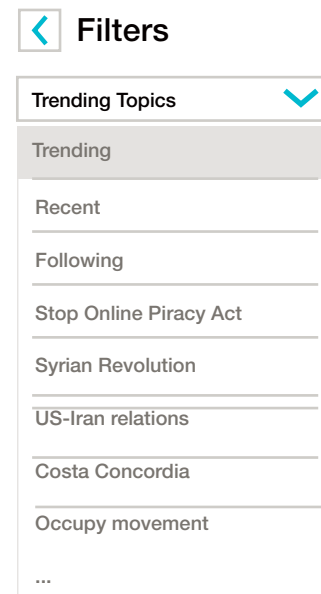 Filters
Trending Topics
Trending
Recent
Following
Stop Online Piracy Act
Syrian Revolution
US-Iran relations
Costa Concordia
Occupy movement
...